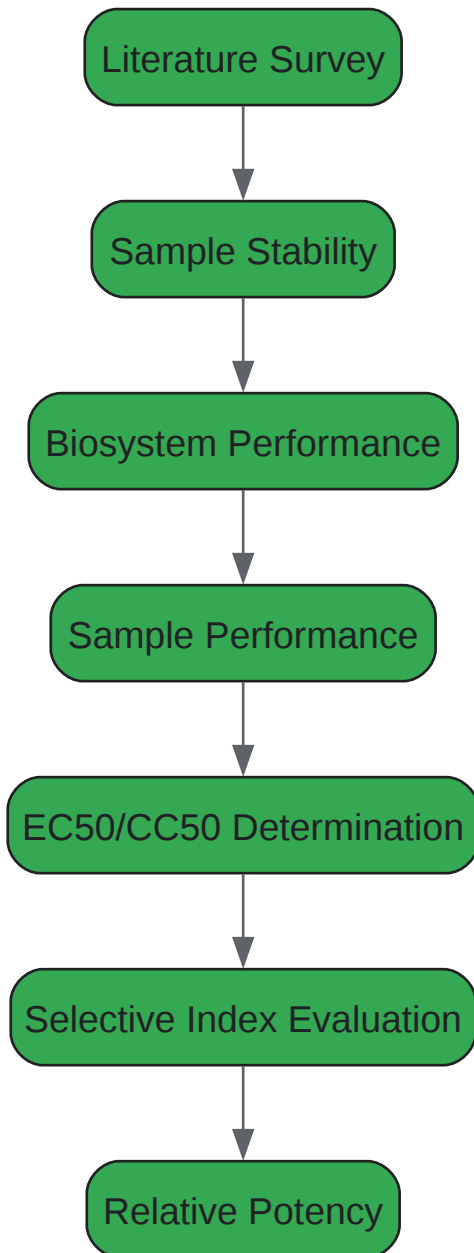 Literature Survey
Sample Stability
Biosystem Performance
Sample Performance
EC50/CC50 Determination
Selective Index Evaluation
Relative Potency